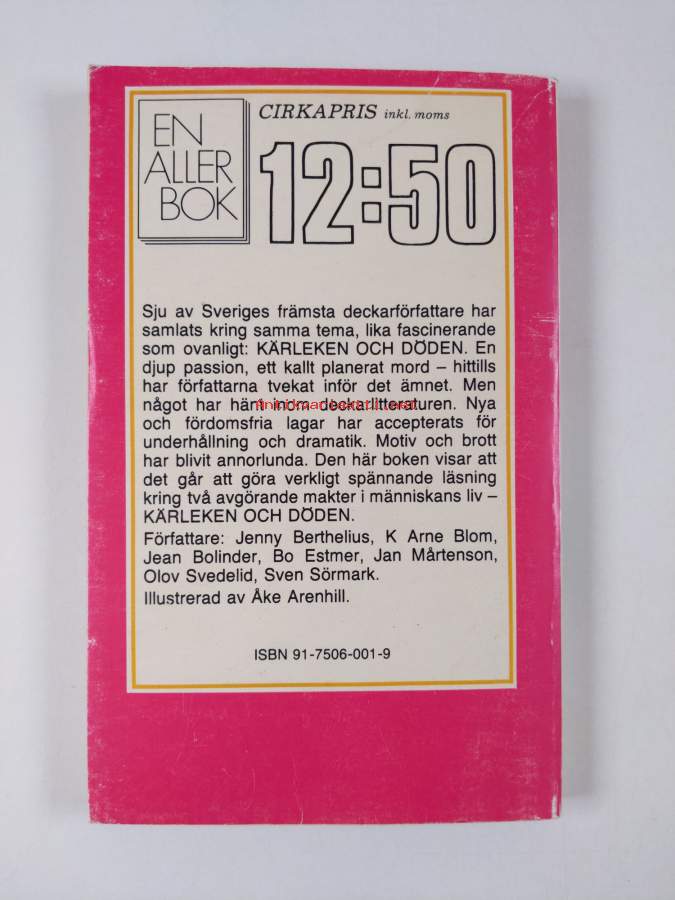 EN
ALLER
BOK
CIRKAPRIS inkl. moms
12:50
Sju av Sveriges främsta deckarförfattare har
samlats kring samma tema, lika fascinerande
som ovanligt: KÄRLEKEN OCH DÖDEN. En
djup passion, ett kallt planerat mord – hittills
har författarna tvekat inför det ämnet. Men
något har hänt inom deckarlitteraturen. Nya
och fördomsfria lagar har accepterats för
underhållning och dramatik. Motiv och brott
har blivit annorlunda. Den här boken visar att
det går att göra verkligt spännande läsning
kring två avgörande makter i människans liv –
KÄRLEKEN OCH DÖDEN.
Författare: Jenny Berthelius, K Arne Blom,
Jean Bolinder, Bo Estmer, Jan Mårtenson,
Olov Svedelid, Sven Sörmark.
Illustrerad av Åke Arenhill.
ISBN 91-7506-001-9